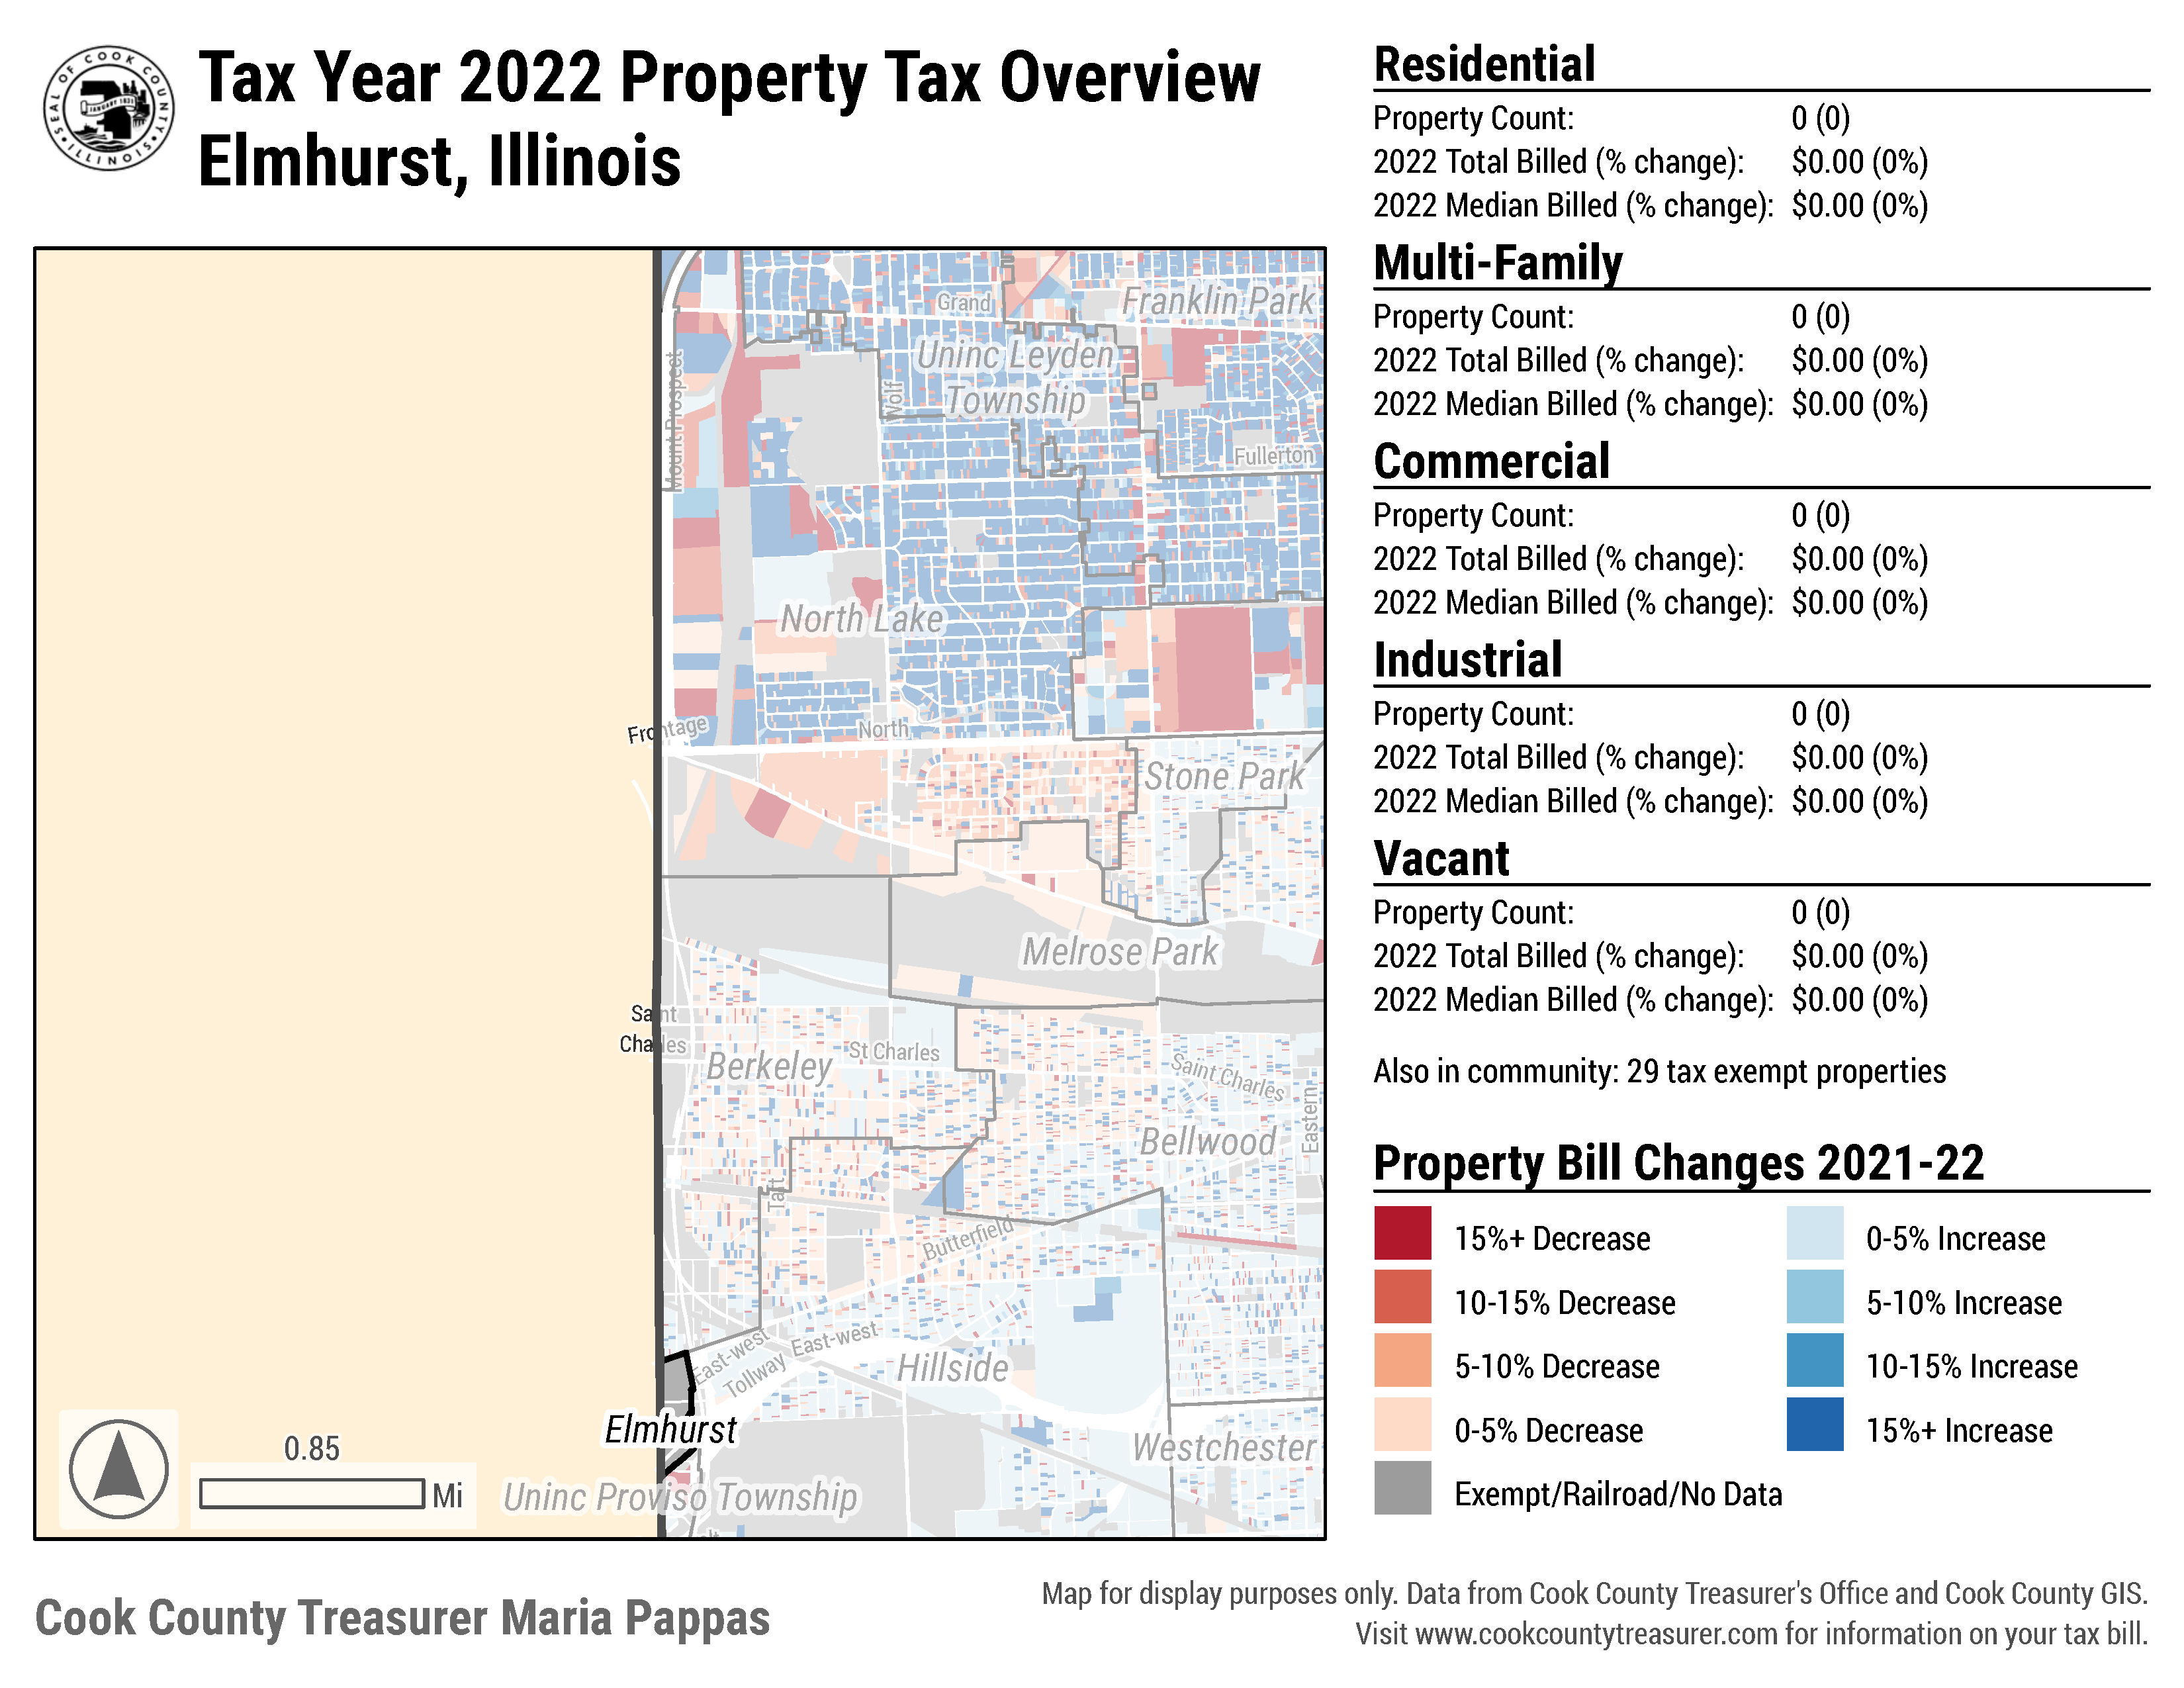 SEAL OF COOK COUNTY
ILLINOIS
JANUARY 1831
Tax Year 2022 Property Tax Overview
Elmhurst, Illinois
Grand
Franklin Park
Uninc Leyden
Township
Mount Prospect
Wolf
Fullerton
North Lake
Frontage
North
Stone Park
Melrose Park
Saint
Charles
Berkeley
St Charles
Saint Charles
Eastern
Bellwood
Taft
Butterfield
East-west
Tollway
East-west
Hillside
Elmhurst
Westchester
Uninc Proviso Township
0.85
Mi
Residential
Property Count: 0 (0)
2022 Total Billed (% change): $0.00 (0%)
2022 Median Billed (% change): $0.00 (0%)
Multi-Family
Property Count: 0 (0)
2022 Total Billed (% change): $0.00 (0%)
2022 Median Billed (% change): $0.00 (0%)
Commercial
Property Count: 0 (0)
2022 Total Billed (% change): $0.00 (0%)
2022 Median Billed (% change): $0.00 (0%)
Industrial
Property Count: 0 (0)
2022 Total Billed (% change): $0.00 (0%)
2022 Median Billed (% change): $0.00 (0%)
Vacant
Property Count: 0 (0)
2022 Total Billed (% change): $0.00 (0%)
2022 Median Billed (% change): $0.00 (0%)
Also in community: 29 tax exempt properties
Property Bill Changes 2021-22
15%+ Decrease
10-15% Decrease
5-10% Decrease
0-5% Decrease
Exempt/Railroad/No Data
0-5% Increase
5-10% Increase
10-15% Increase
15%+ Increase
Cook County Treasurer Maria Pappas
Map for display purposes only. Data from Cook County Treasurer's Office and Cook County GIS.
Visit www.cookcountytreasurer.com for information on your tax bill.